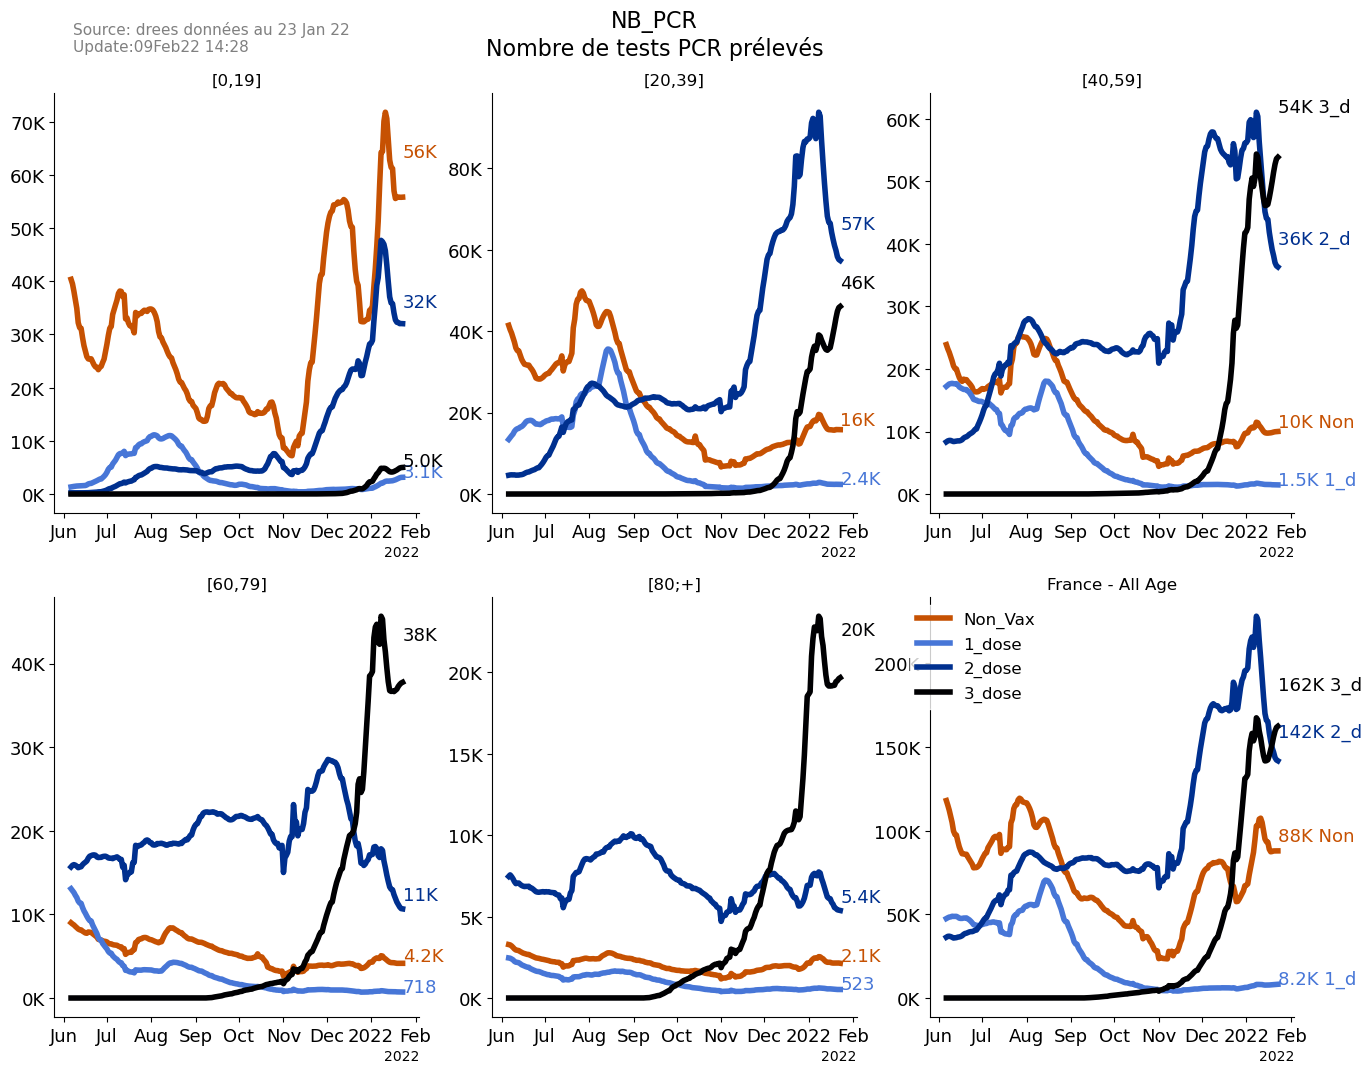 Source: drees données au 23 Jan 22
Update:09Feb22 14:28
NB_PCR
Nombre de tests PCR prélevés
[0,19]
70K
60K
50K
40K
30K
20K
10K
0K
56K
32K
5.0K
3.1K
Jun Jul Aug Sep Oct Nov Dec 2022 Feb
2022
[20,39]
80K
60K
40K
20K
0K
57K
46K
16K
2.4K
Jun Jul Aug Sep Oct Nov Dec 2022 Feb
2022
[40,59]
60K
50K
40K
30K
20K
10K
0K
54K 3_d
36K 2_d
10K Non
1.5K 1_d
Jun Jul Aug Sep Oct Nov Dec 2022 Feb
2022
[60,79]
40K
30K
20K
10K
0K
38K
11K
4.2K
718
Jun Jul Aug Sep Oct Nov Dec 2022 Feb
2022
[80;+]
20K
15K
10K
5K
0K
20K
5.4K
2.1K
523
Jun Jul Aug Sep Oct Nov Dec 2022 Feb
2022
France - All Age
Non_Vax
1_dose
2_dose
3_dose
200K
150K
100K
50K
0K
162K 3_d
142K 2_d
88K Non
8.2K 1_d
Jun Jul Aug Sep Oct Nov Dec 2022 Feb
2022